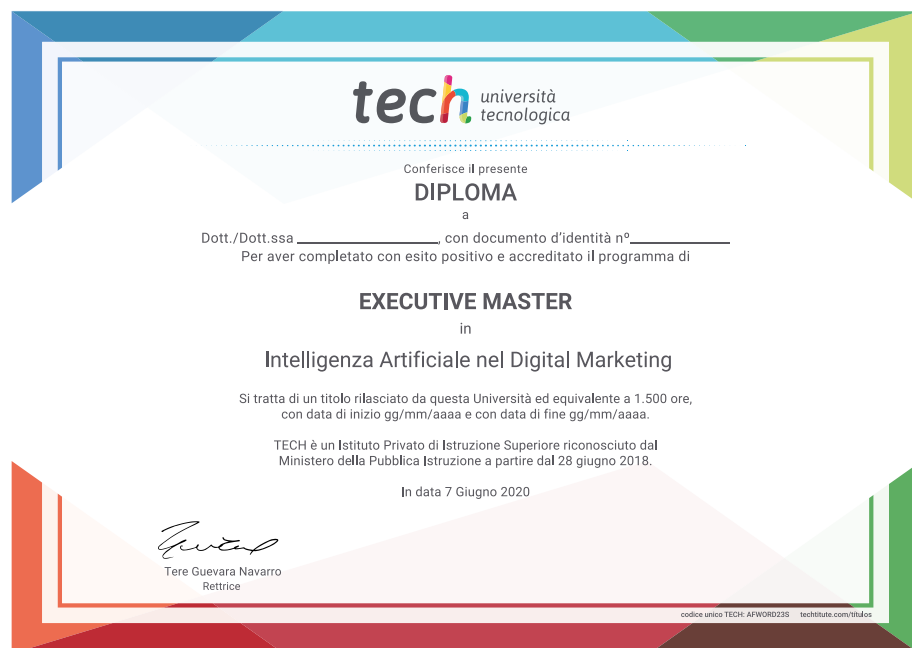 tech università
tecnologica
Conferisce il presente
DIPLOMA
a
Dott./Dott.ssa ___________________, con documento d'identità nº______________
Per aver completato con esito positivo e accreditato il programma di
EXECUTIVE MASTER
in
Intelligenza Artificiale nel Digital Marketing
Si tratta di un titolo rilasciato da questa Università ed equivalente a 1.500 ore,
con data di inizio gg/mm/aaaa e con data di fine gg/mm/aaaa.
TECH è un Istituto Privato di Istruzione Superiore riconosciuto dal
Ministero della Pubblica Istruzione a partire dal 28 giugno 2018.
In data 7 Giugno 2020
Tere Guevara Navarro
Rettrice
codice unico TECH: AFWORD23S techtitute.com/títulos